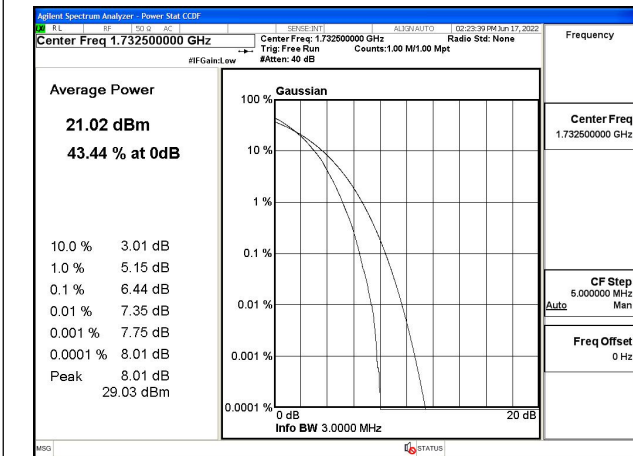 Agilent Spectrum Analyzer - Power Stat CCDF
RL RF 50 Ω AC SENSE:INT ALIGN AUTO 02:23:39 PM Jun 17, 2022
Center Freq 1.732500000 GHz
Center Freq: 1.732500000 GHz Radio Std: None
Trig: Free Run Counts:1.00 M/1.00 Mpt
#IFGain:Low #Atten: 40 dB
Frequency
Average Power
21.02 dBm
43.44 % at 0dB
10.0 % 3.01 dB
1.0 % 5.15 dB
0.1 % 6.44 dB
0.01 % 7.35 dB
0.001 % 7.75 dB
0.0001 % 8.01 dB
Peak 8.01 dB
29.03 dBm
Gaussian
100 %
10 %
1 %
0.1 %
0.01 %
0.001 %
0.0001 %
0 dB 20 dB
Info BW 3.0000 MHz
Center Freq
1.732500000 GHz
CF Step
5.000000 MHz
Auto Man
Freq Offset
0 Hz
MSG STATUS